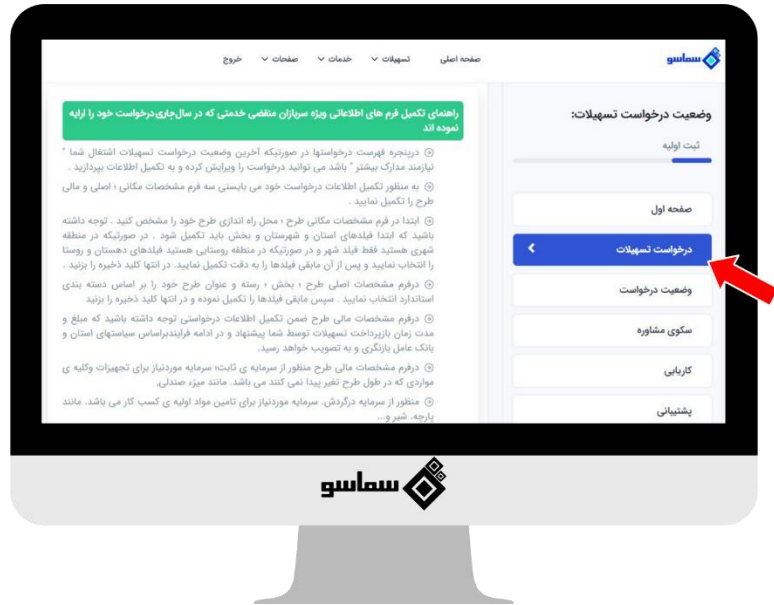 سماسو
صفحه اصلی تسهیلات خدمات صفحات خروج
وضعیت درخواست تسهیلات:
ثبت اولیه
صفحه اول
درخواست تسهیلات
وضعیت درخواست
سکوی مشاوره
کاریابی
پشتیبانی
راهنمای تکمیل فرم های اطلاعاتی ویژه سربازان منقضی خدمتی که در سال جاری درخواست خود را ارایه
نموده اند
درپنجره فهرست درخواستها در صورتیکه آخرین وضعیت درخواست تسهیلات اشتغال شما "
نیازمند مدارک بیشتر " باشد می توانید درخواست را ویرایش کرده و به تکمیل اطلاعات بپردازید .
به منظور تکمیل اطلاعات درخواست خود می بایستی سه فرم مشخصات مکانی ؛ اصلی و مالی
طرح را تکمیل نمایید .
ابتدا در فرم مشخصات مکانی طرح ؛ محل راه اندازی طرح خود را مشخص کنید . توجه داشته
باشید که ابتدا فیلدهای استان و شهرستان و بخش باید تکمیل شود . در صورتیکه در منطقه
شهری هستید فقط فیلد شهر و در صورتیکه در منطقه روستایی هستید فیلدهای دهستان و روستا
را انتخاب نمایید و پس از آن مابقی فیلدها را به دقت تکمیل نمایید. در انتها کلید ذخیره را بزنید .
درفرم مشخصات اصلی طرح ؛ بخش ؛ رسته و عنوان طرح خود را بر اساس دسته بندی
استاندارد انتخاب نمایید . سپس مابقی فیلدها را تکمیل نموده و در انتها کلید ذخیره را بزنید
درفرم مشخصات مالی طرح ضمن تکمیل اطلاعات درخواستی توجه داشته باشید که مبلغ و
مدت زمان بازپرداخت تسهیلات توسط شما پیشنهاد و در ادامه فرایندبراساس سیاستهای استان و
بانک عامل بازنگری و به تصویب خواهد رسید.
درفرم مشخصات مالی طرح منظور از سرمایه ی ثابت؛ سرمایه موردنیاز برای تجهیزات وکلیه ی
مواردی که در طول طرح تغیر پیدا نمی کنند می باشد. مانند میز، صندلی،
منظور از سرمایه درگردش، سرمایه موردنیاز برای تامین مواد اولیه ی کسب کار می باشد. مانند
پارچه، شیر و...
سماسو